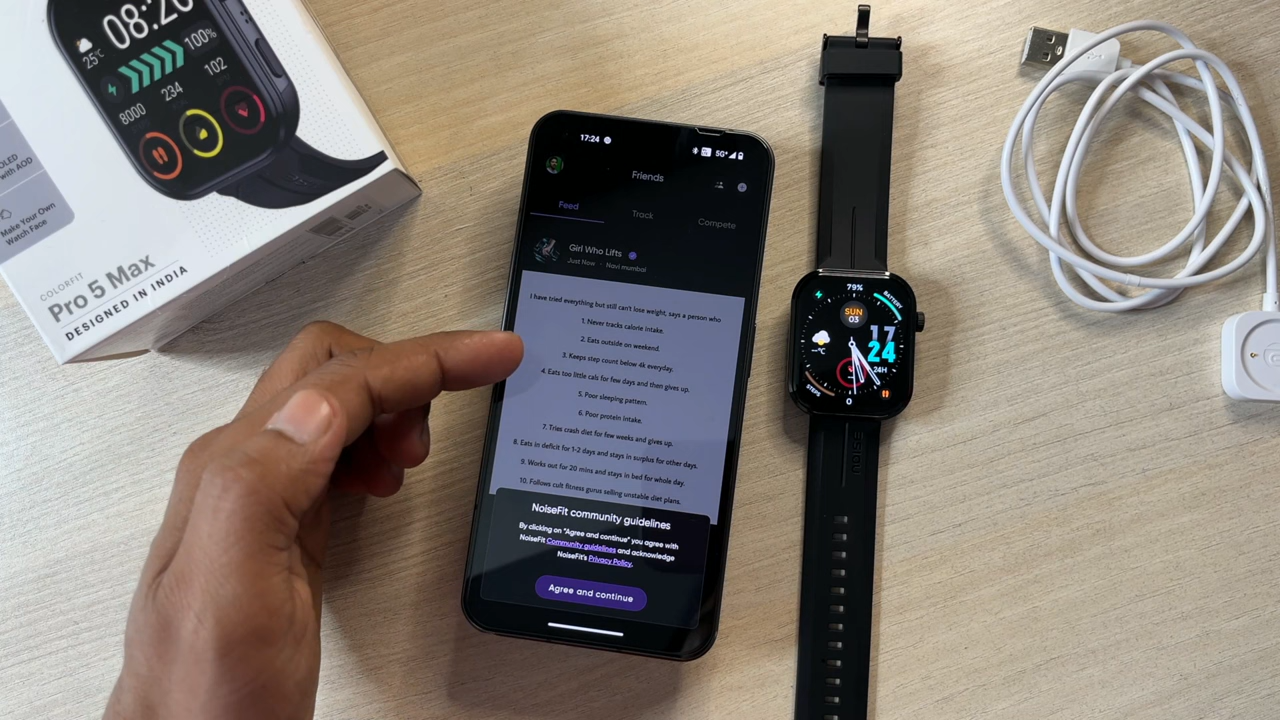 08:20
25°C
100%
102
234
8000
OLED
with AOD
Make Your Own
Watch Face
COLORFIT
Pro 5 Max
DESIGNED IN INDIA
17:24
5G+
Friends
Feed
Track
Compete
Girl Who Lifts
Just Now • Navi mumbai
I have tried everything but still can't lose weight, says a person who
1. Never tracks calorie intake.
2. Eats outside on weekend.
3. Keeps step count below 4k everyday.
4. Eats too little cals for few days and then gives up.
5. Poor sleeping pattern.
6. Poor protein intake.
7. Tries crash diet for few weeks and gives up.
8. Eats in deficit for 1-2 days and stays in surplus for other days.
9. Works out for 20 mins and stays in bed for whole day.
10. Follows cult fitness gurus selling unstable diet plans.
NoiseFit community guidelines
By clicking on "Agree and continue" you agree with
NoiseFit Community guidelines and acknowledge
NoiseFit's Privacy Policy.
Agree and continue
79%
BATTERY
SUN
03
17
24
24H
--°C
STEPS
0
NOISE